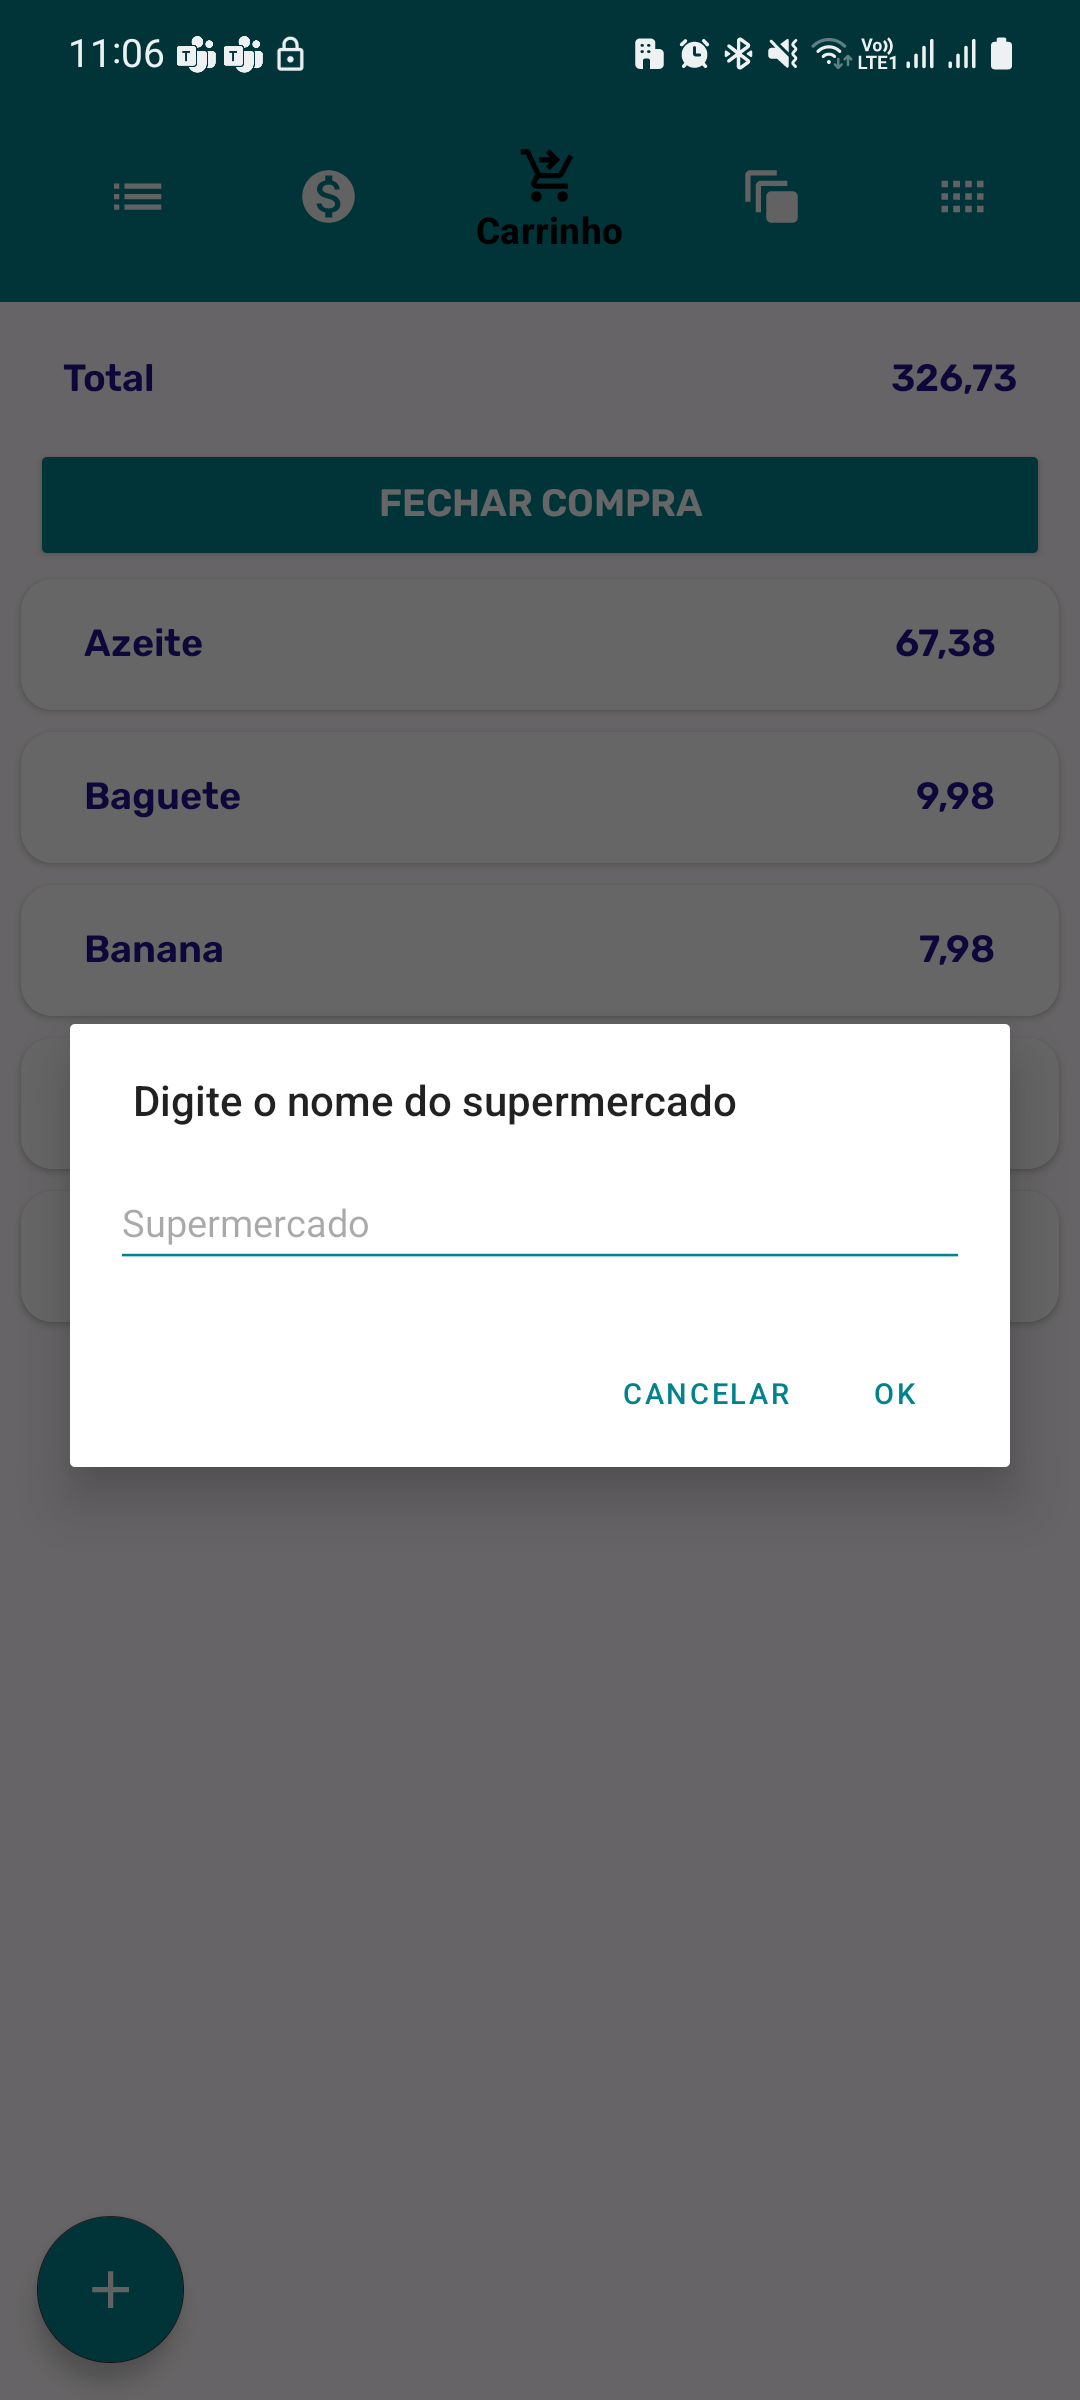 11:06
Vo))
LTE1
Carrinho
Total 326,73
FECHAR COMPRA
Azeite 67,38
Baguete 9,98
Banana 7,98
Digite o nome do supermercado
Supermercado
CANCELAR OK